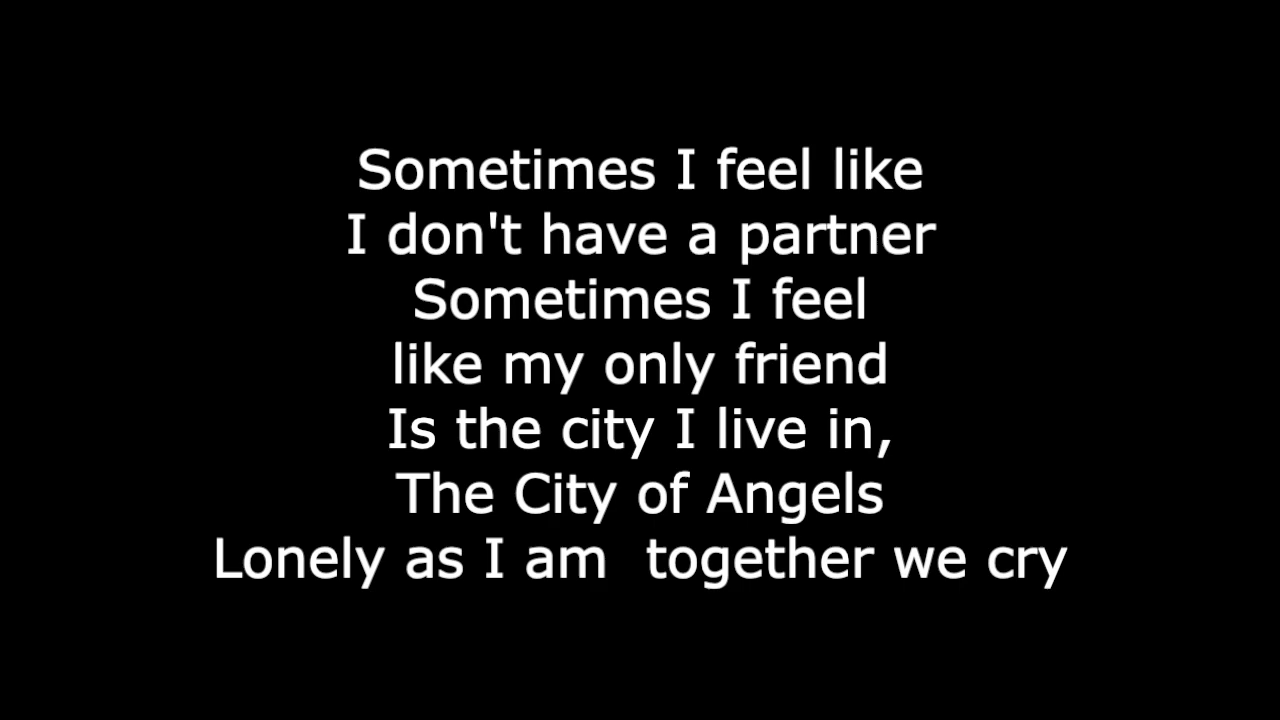 Sometimes I feel like
I don't have a partner
Sometimes I feel
like my only friend
Is the city I live in,
The City of Angels
Lonely as I am  together we cry